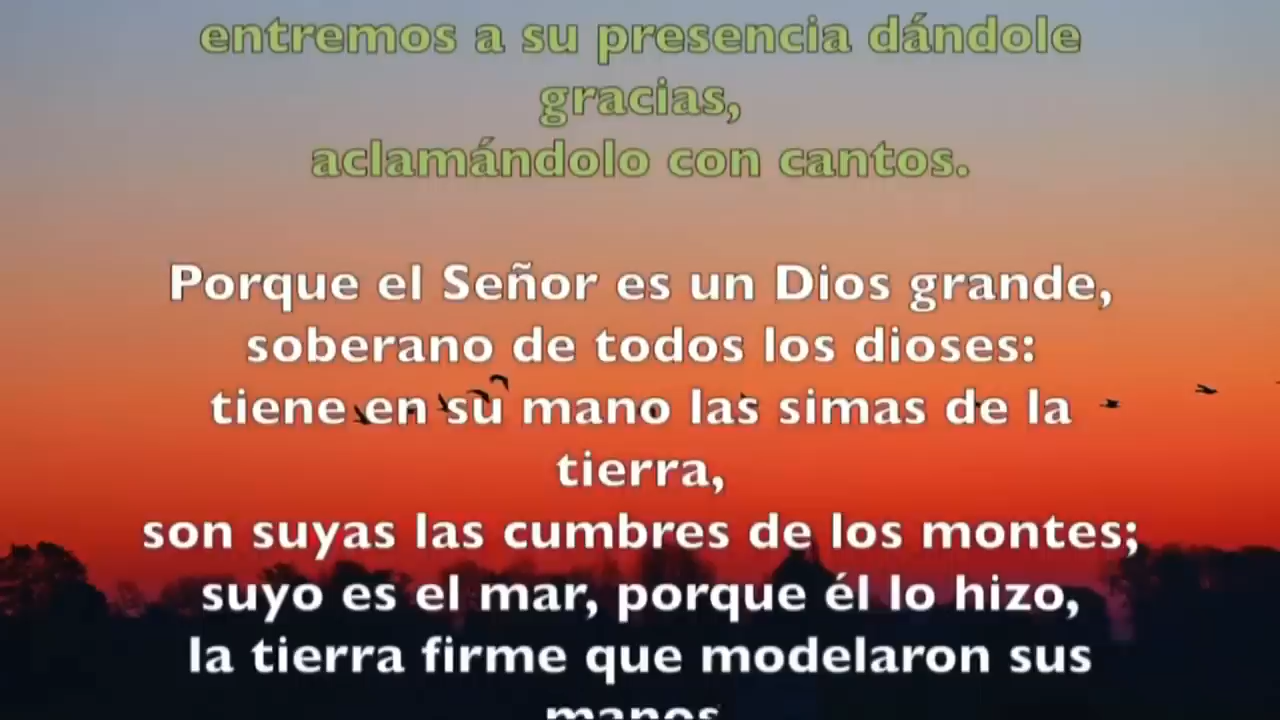 entremos a su presencia dándole
gracias,
aclamándolo con cantos.
Porque el Señor es un Dios grande,
soberano de todos los dioses:
tiene en su mano las simas de la
tierra,
son suyas las cumbres de los montes;
suyo es el mar, porque él lo hizo,
la tierra firme que modelaron sus
manos.